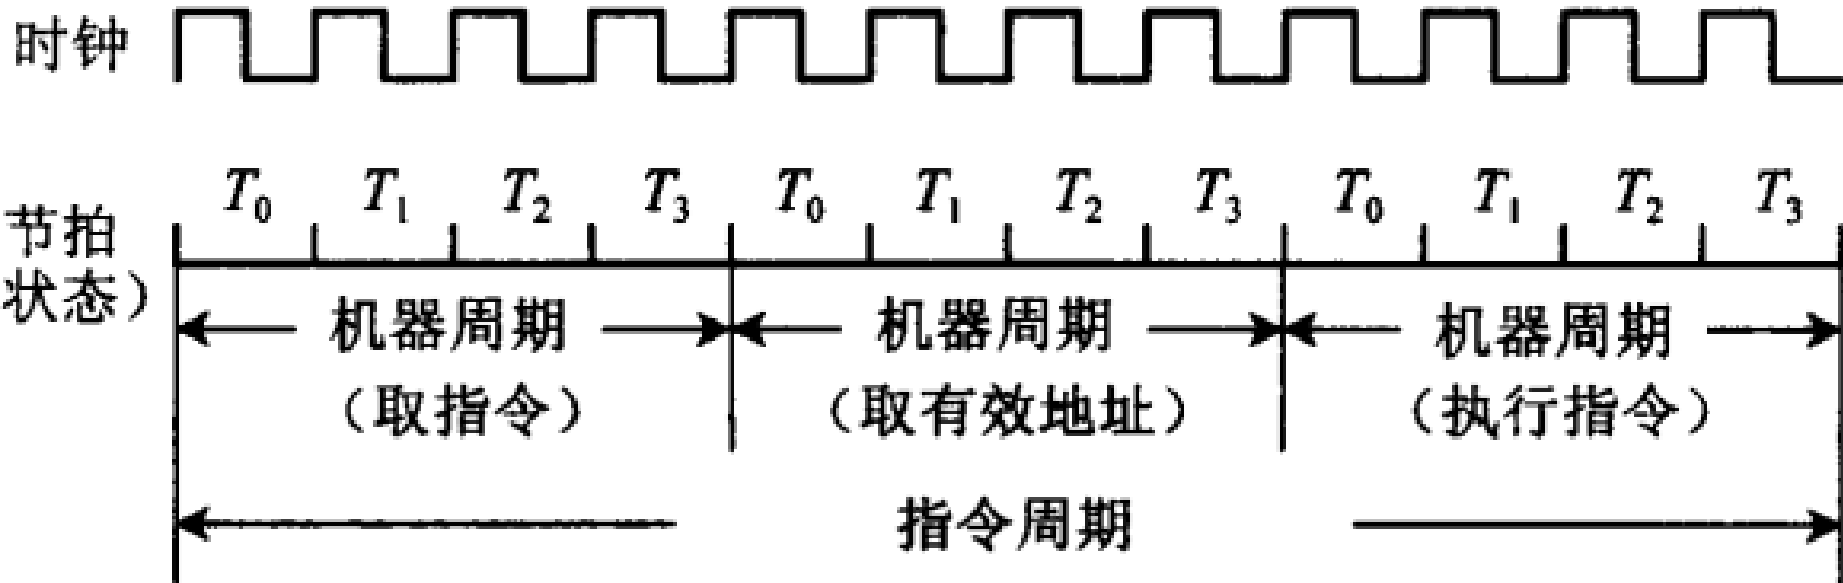 时钟
T0 T1 T2 T3 T0 T1 T2 T3 T0 T1 T2 T3
节拍
状态）
机器周期 机器周期 机器周期
（取指令） （取有效地址） （执行指令）
指令周期